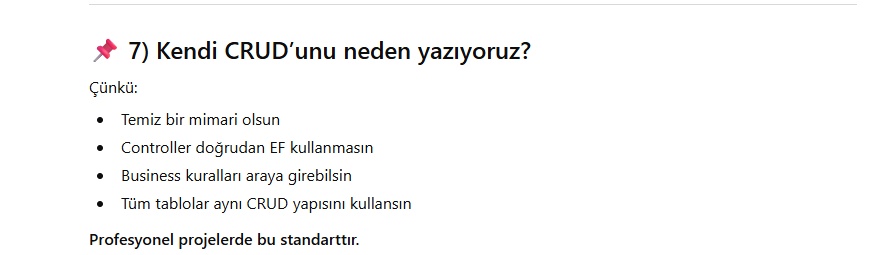 📌 7) Kendi CRUD’unu neden yazıyoruz?
Çünkü:
• Temiz bir mimari olsun
• Controller doğrudan EF kullanmasın
• Business kuralları araya girebilsin
• Tüm tablolar aynı CRUD yapısını kullansın
Profesyonel projelerde bu standarttır.